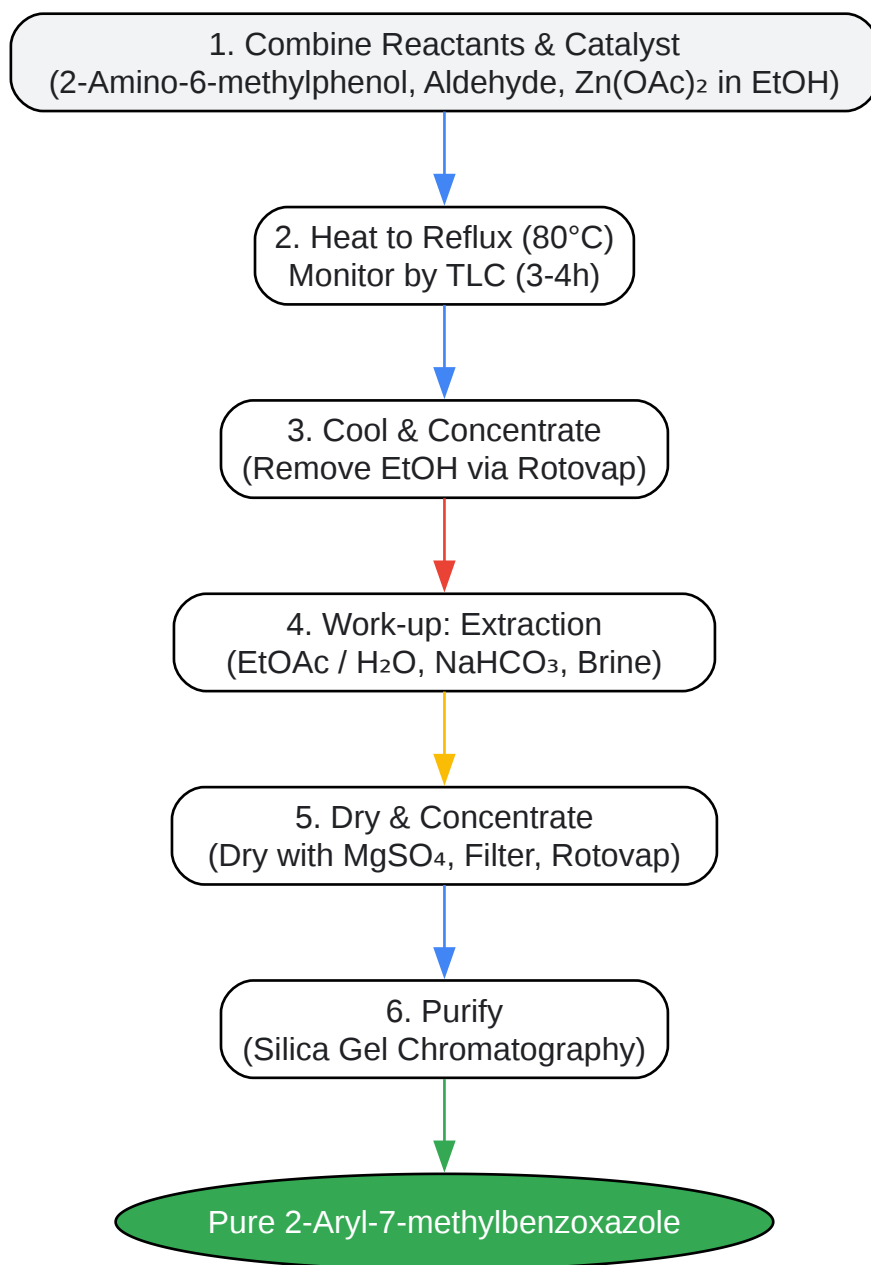 1. Combine Reactants & Catalyst
(2-Amino-6-methylphenol, Aldehyde, Zn(OAc)₂ in EtOH)
2. Heat to Reflux (80°C)
Monitor by TLC (3-4h)
3. Cool & Concentrate
(Remove EtOH via Rotovap)
4. Work-up: Extraction
(EtOAc / H₂O, NaHCO₃, Brine)
5. Dry & Concentrate
(Dry with MgSO₄, Filter, Rotovap)
6. Purify
(Silica Gel Chromatography)
Pure 2-Aryl-7-methylbenzoxazole